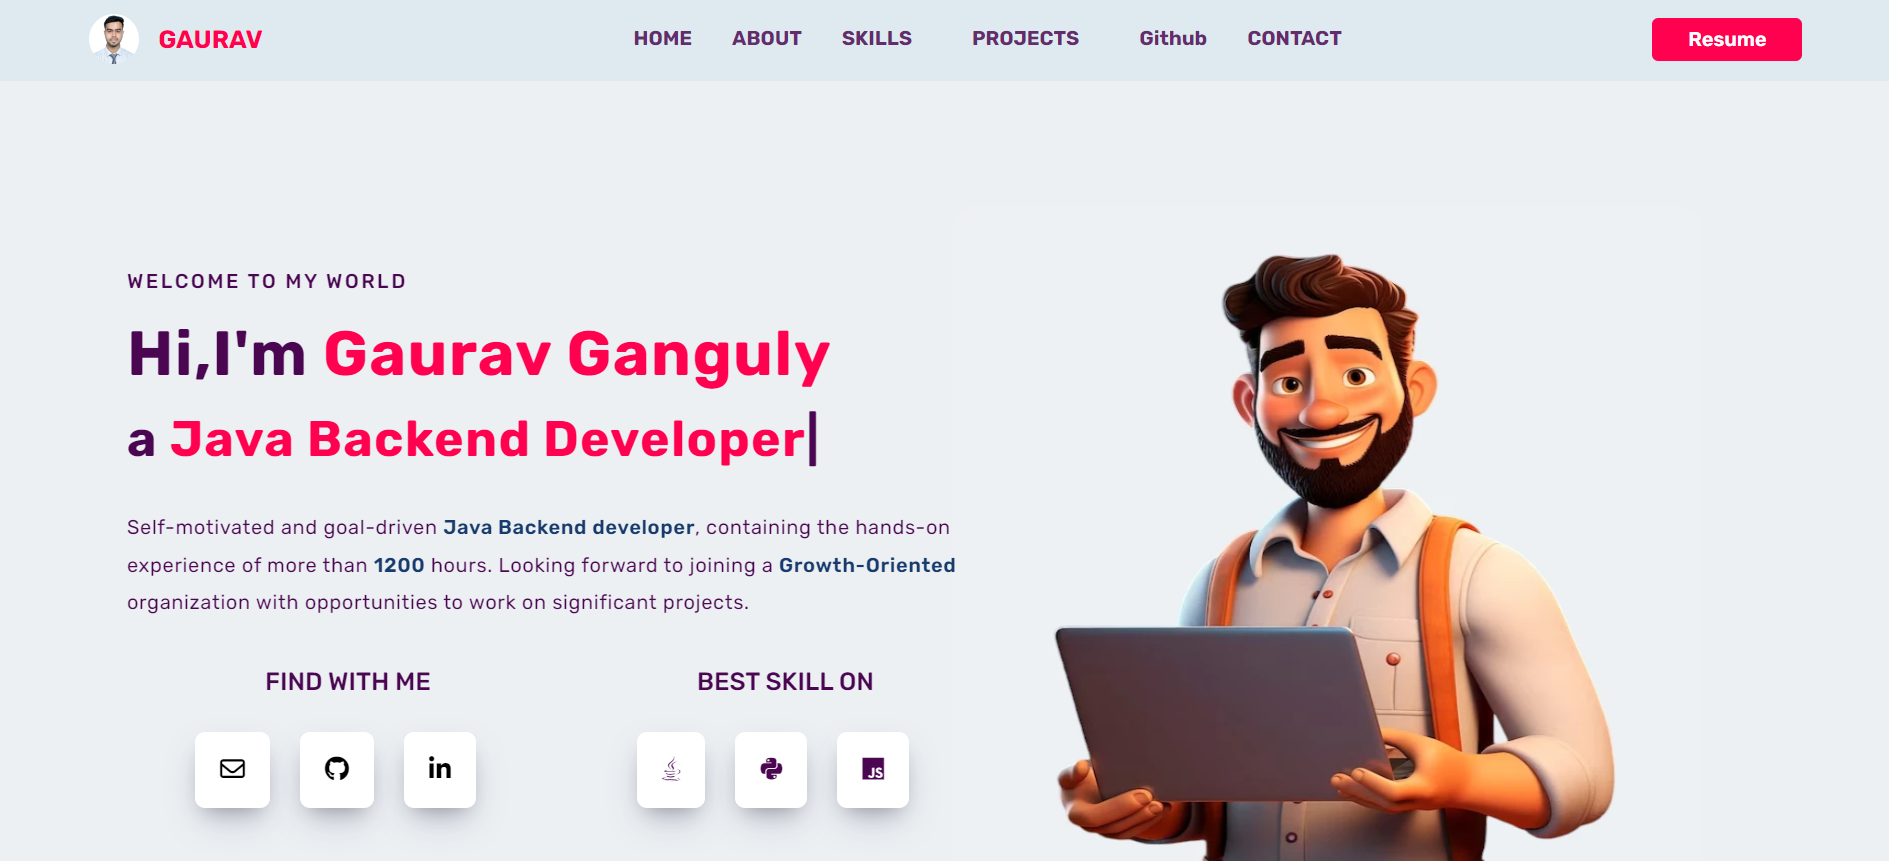 GAURAV
HOME ABOUT SKILLS PROJECTS Github CONTACT
Resume
WELCOME TO MY WORLD
Hi,I'm Gaurav Ganguly
a Java Backend Developer
Self-motivated and goal-driven Java Backend developer, containing the hands-on
experience of more than 1200 hours. Looking forward to joining a Growth-Oriented
organization with opportunities to work on significant projects.
FIND WITH ME
BEST SKILL ON
in
JS